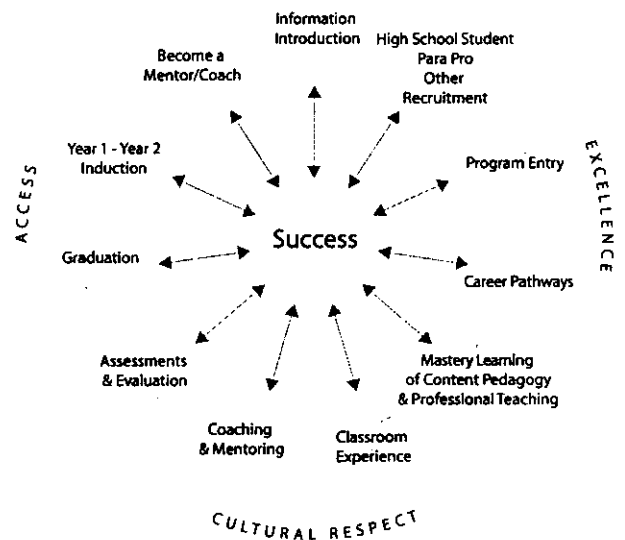 Information
Introduction
High School Student
Para Pro
Other
Recruitment
Become a
Mentor/Coach
Year 1 - Year 2
Induction
Program Entry
ACCESS
EXCELLENCE
Success
Graduation
Career Pathways
Assessments
& Evaluation
Mastery Learning
of Content Pedagogy
& Professional Teaching
Coaching
& Mentoring
Classroom
Experience
CULTURAL RESPECT